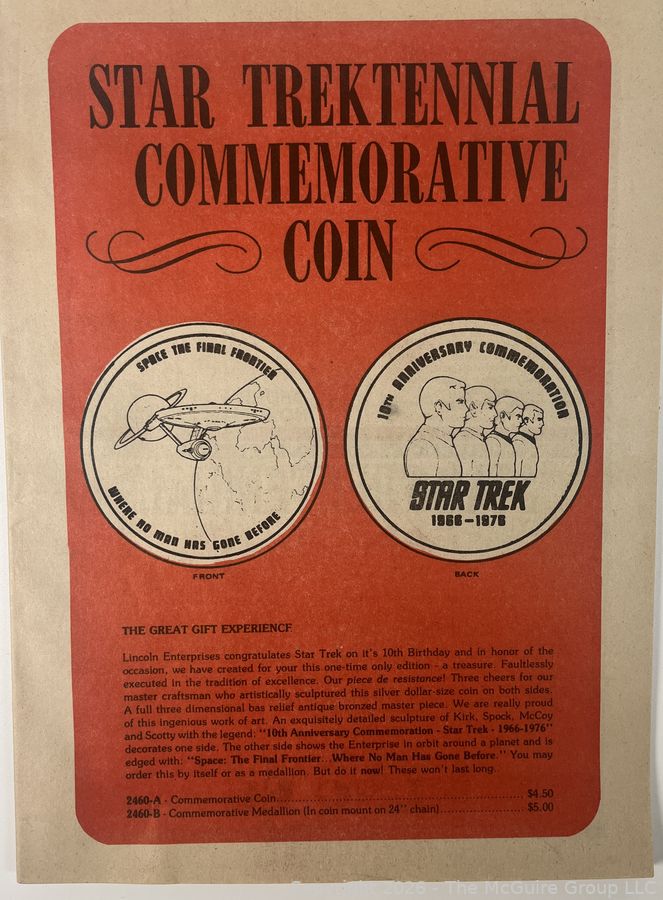 STAR TREKTENNIAL
COMMEMORATIVE
COIN
SPACE THE FINAL FRONTIER
WHERE NO MAN HAS GONE BEFORE
10TH ANNIVERSARY COMMEMORATION
STAR TREK
1966-1976
FRONT
BACK
THE GREAT GIFT EXPERIENCE
Lincoln Enterprises congratulates Star Trek on it's 10th Birthday and in honor of the
occasion, we have created for your this one-time only edition - a treasure. Faultlessly
executed in the tradition of excellence. Our piece de resistance! Three cheers for our
master craftsman who artistically sculptured this silver dollar-size coin on both sides.
A full three dimensional bas relief antique bronzed master piece. We are really proud
of this ingenious work of art. An exquisitely detailed sculpture of Kirk, Spock, McCoy
and Scotty with the legend: "10th Anniversary Commemoration - Star Trek - 1966-1976"
decorates one side. The other side shows the Enterprise in orbit around a planet and is
edged with: "Space: The Final Frontier. .Where No Man Has Gone Before." You may
order this by itself or as a medallion. But do it now! These won't last long.
2460-A - Commemorative Coin........................................................ $4.50
2460-B - Commemorative Medallion (In coin mount on 24" chain)..................... $5.00
2026 - The McGuire Group LLC